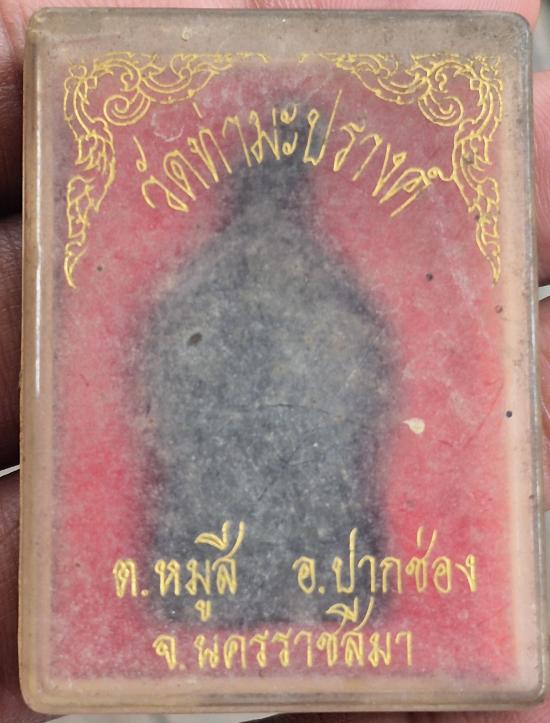 วัดท่ามะปรางค์
ต.หมูสี อ.ปากช่อง
จ.นครราชสีมา